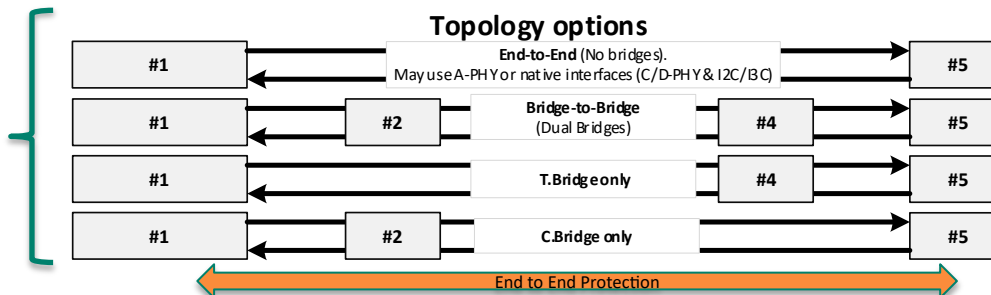 Topology options
#1
End-to-End (No bridges).
May use A-PHY or native interfaces (C/D-PHY & I2C/I3C)
#5
#1
#2
Bridge-to-Bridge
(Dual Bridges)
#4
#5
#1
T.Bridge only
#4
#5
#1
#2
C.Bridge only
#5
End to End Protection